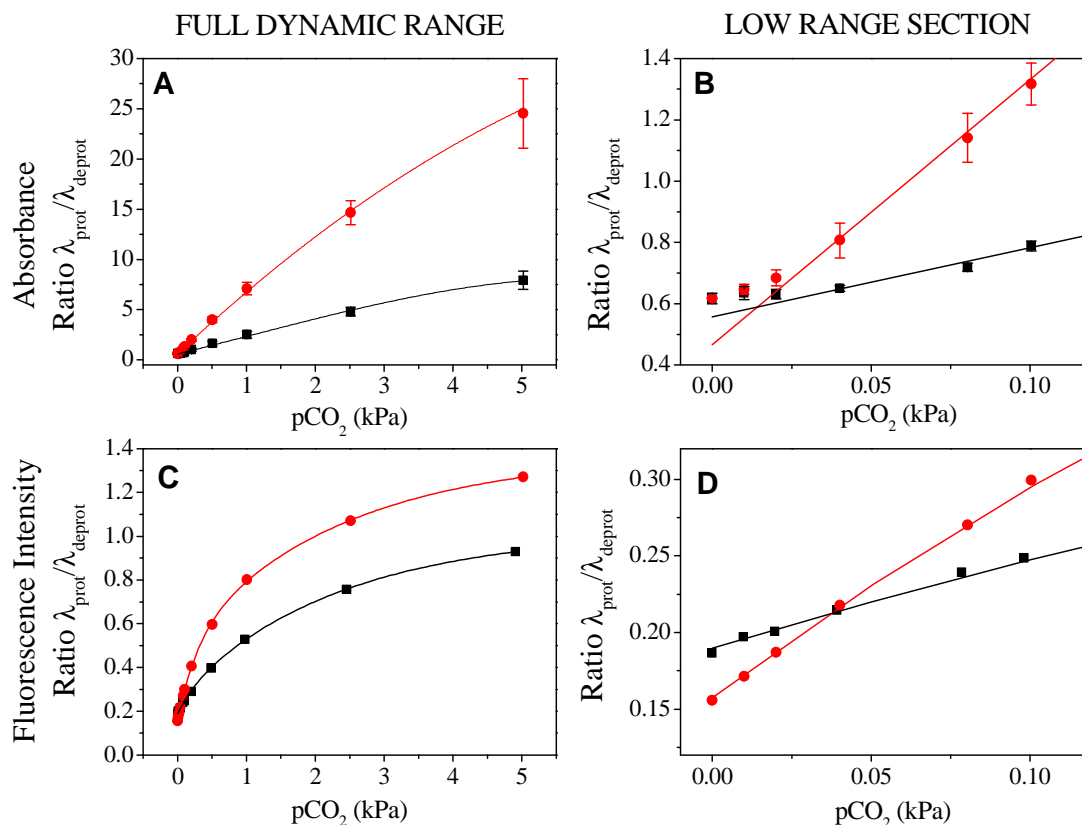 FULL DYNAMIC RANGE
LOW RANGE SECTION
Absorbance
Ratio λprot/λdeprot
A
30
25
20
15
10
5
0
0 1 2 3 4 5
pCO2 (kPa)
Ratio λprot/λdeprot
B
1.4
1.2
1.0
0.8
0.6
0.4
0.00 0.05 0.10
pCO2 (kPa)
Fluorescence Intensity
Ratio λprot/λdeprot
C
1.4
1.2
1.0
0.8
0.6
0.4
0.2
0.0
0 1 2 3 4 5
pCO2 (kPa)
Ratio λprot/λdeprot
D
0.30
0.25
0.20
0.15
0.00 0.05 0.10
pCO2 (kPa)